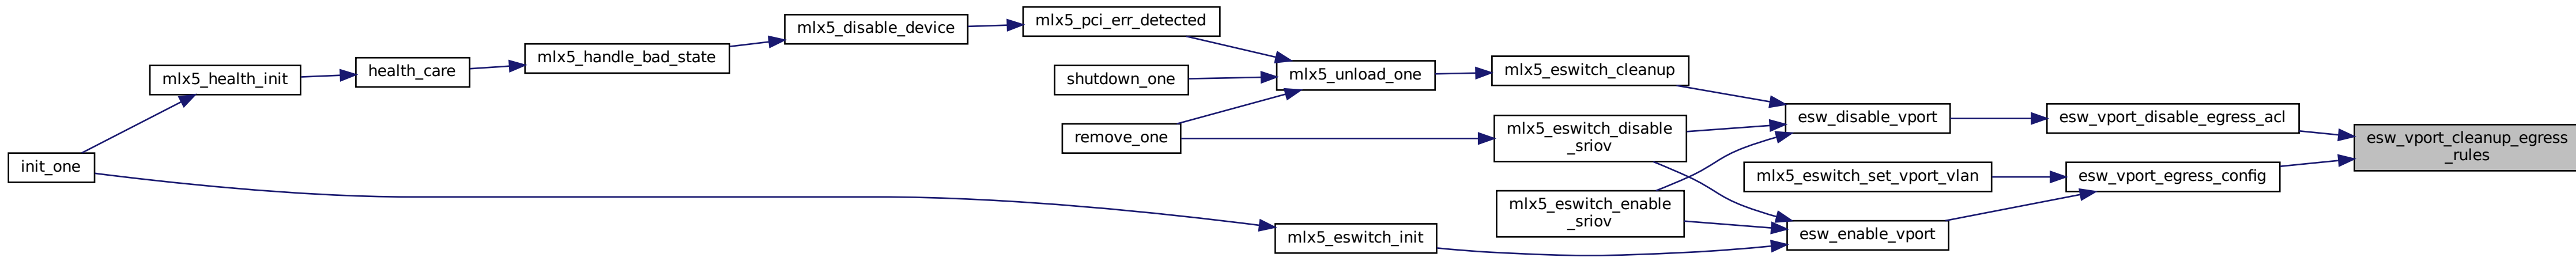 init_one
mlx5_health_init
health_care
mlx5_handle_bad_state
mlx5_disable_device
mlx5_pci_err_detected
shutdown_one
remove_one
mlx5_unload_one
mlx5_eswitch_init
mlx5_eswitch_cleanup
mlx5_eswitch_disable
_sriov
mlx5_eswitch_enable
_sriov
esw_disable_vport
mlx5_eswitch_set_vport_vlan
esw_enable_vport
esw_vport_disable_egress_acl
esw_vport_egress_config
esw_vport_cleanup_egress
_rules